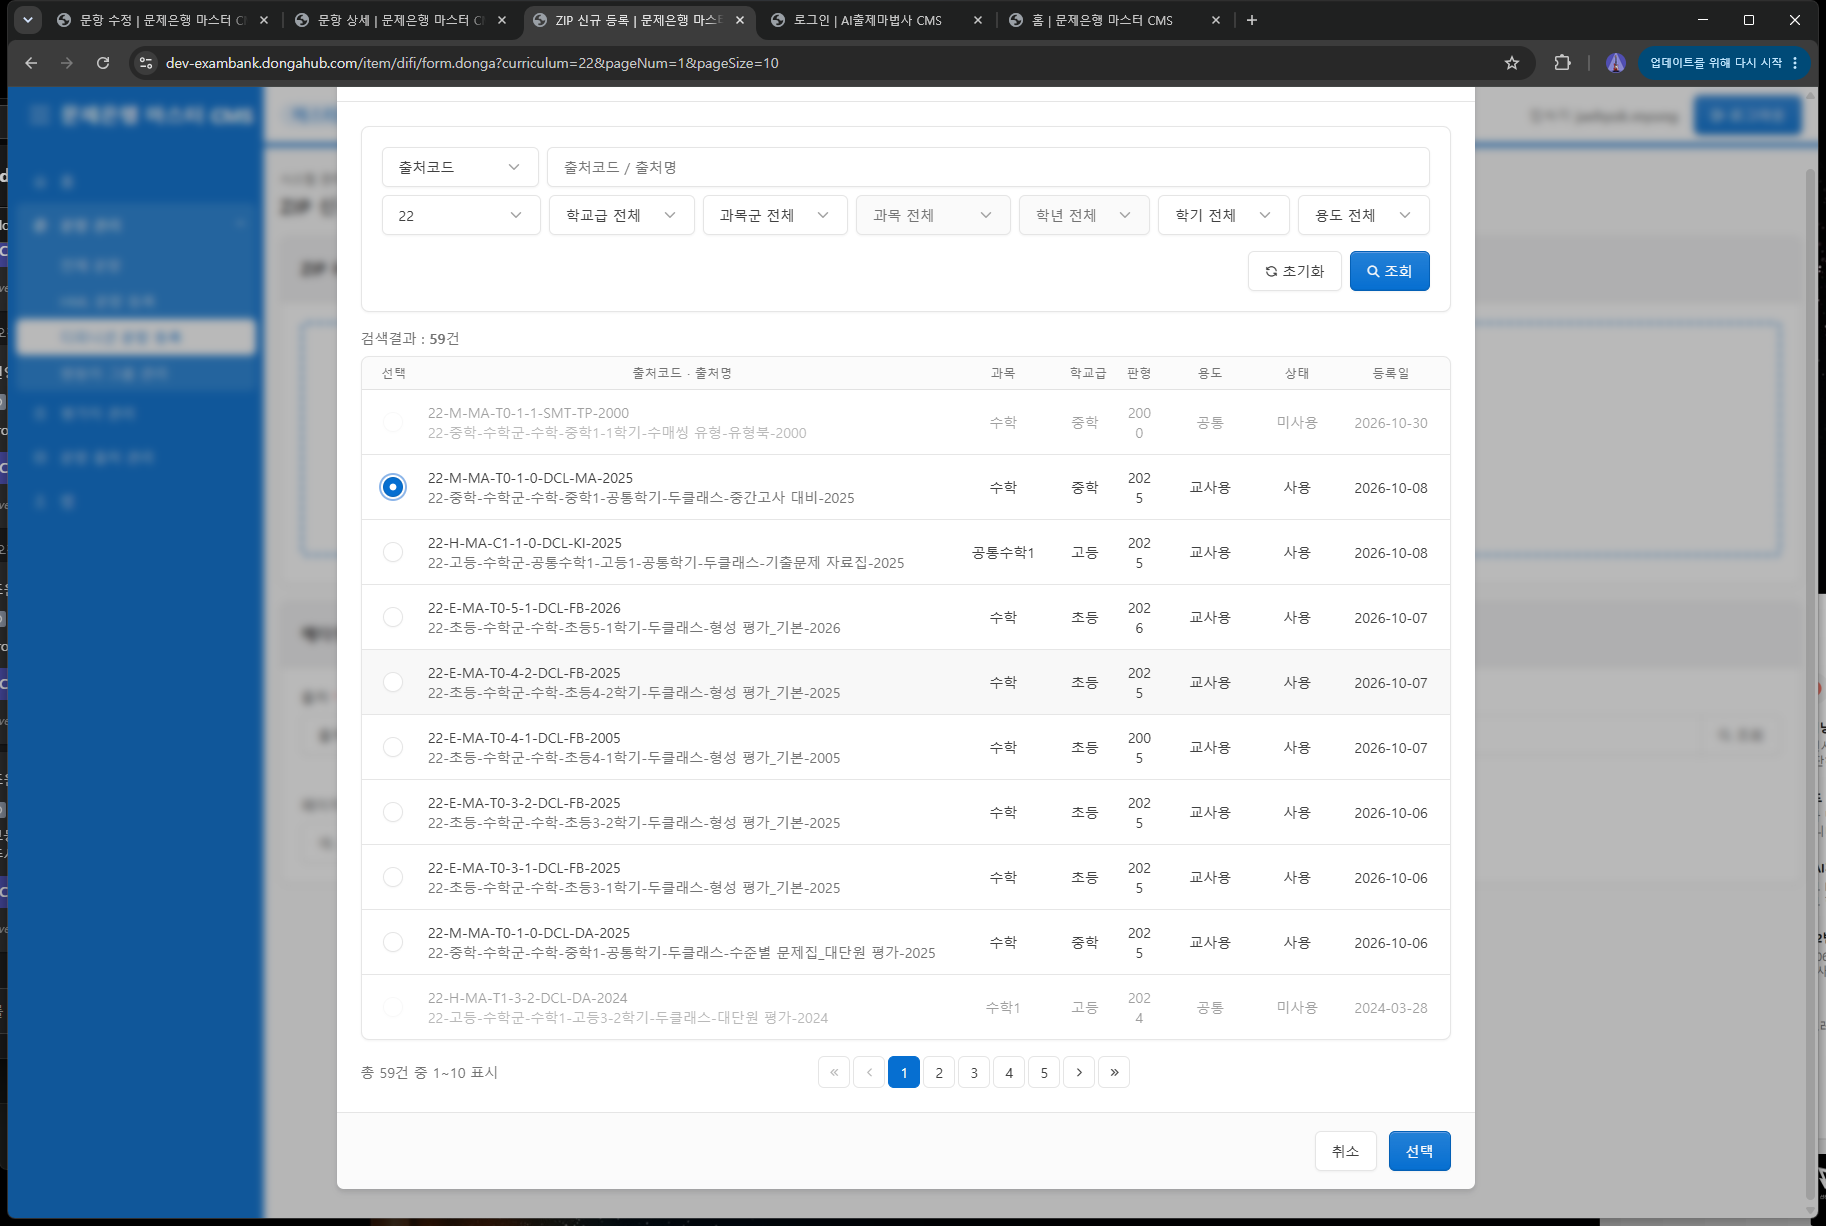 문항 수정 | 문제은행 마스터 C
문항 상세 | 문제은행 마스터 C
ZIP 신규 등록 | 문제은행 마스
로그인 | AI출제마법사 CMS
홈 | 문제은행 마스터 CMS
dev-exambank.dongahub.com/item/difi/form.donga?curriculum=22&pageNum=1&pageSize=10
업데이트를 위해 다시 시작
문제은행 마스터 CMS
출처코드
출처코드 / 출처명
22
학교급 전체
과목군 전체
과목 전체
학년 전체
학기 전체
용도 전체
초기화
조회
검색결과 : 59건
선택 출처코드 · 출처명 과목 학교급 판형 용도 상태 등록일
22-M-MA-T0-1-1-SMT-TP-2000
22-중학-수학군-수학-중학1-1학기-수매씽 유형-유형북-2000
수학 중학 2000 공통 미사용 2026-10-30
22-M-MA-T0-1-0-DCL-MA-2025
22-중학-수학군-수학-중학1-공통학기-두클래스-중간고사 대비-2025
수학 중학 2025 교사용 사용 2026-10-08
22-H-MA-C1-1-0-DCL-KI-2025
22-고등-수학군-공통수학1-고등1-공통학기-두클래스-기출문제 자료집-2025
공통수학1 고등 2025 교사용 사용 2026-10-08
22-E-MA-T0-5-1-DCL-FB-2026
22-초등-수학군-수학-초등5-1학기-두클래스-형성 평가_기본-2026
수학 초등 2026 교사용 사용 2026-10-07
22-E-MA-T0-4-2-DCL-FB-2025
22-초등-수학군-수학-초등4-2학기-두클래스-형성 평가_기본-2025
수학 초등 2025 교사용 사용 2026-10-07
22-E-MA-T0-4-1-DCL-FB-2005
22-초등-수학군-수학-초등4-1학기-두클래스-형성 평가_기본-2005
수학 초등 2005 교사용 사용 2026-10-07
22-E-MA-T0-3-2-DCL-FB-2025
22-초등-수학군-수학-초등3-2학기-두클래스-형성 평가_기본-2025
수학 초등 2025 교사용 사용 2026-10-06
22-E-MA-T0-3-1-DCL-FB-2025
22-초등-수학군-수학-초등3-1학기-두클래스-형성 평가_기본-2025
수학 초등 2025 교사용 사용 2026-10-06
22-M-MA-T0-1-0-DCL-DA-2025
22-중학-수학군-수학-중학1-공통학기-두클래스-수준별 문제집_대단원 평가-2025
수학 중학 2025 교사용 사용 2026-10-06
22-H-MA-T1-3-2-DCL-DA-2024
22-고등-수학군-수학1-고등3-2학기-두클래스-대단원 평가-2024
수학1 고등 2024 공통 미사용 2024-03-28
총 59건 중 1~10 표시
« ‹ 1 2 3 4 5 › »
취소
선택